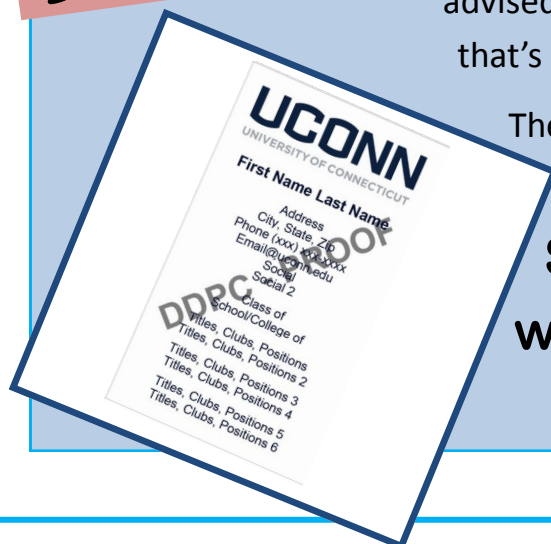 advised
that's
The
UCONN
UNIVERSITY OF CONNECTICUT
First Name Last Name
Address
City, State, Zip
Phone (xxx) xxx-xxxx
Email@uconn.edu
Social
Social 2
DDPC - PROOF
Class of
School/College of
Titles, Clubs, Positions
Titles, Clubs, Positions 2
Titles, Clubs, Positions 3
Titles, Clubs, Positions 4
Titles, Clubs, Positions 5
Titles, Clubs, Positions 6